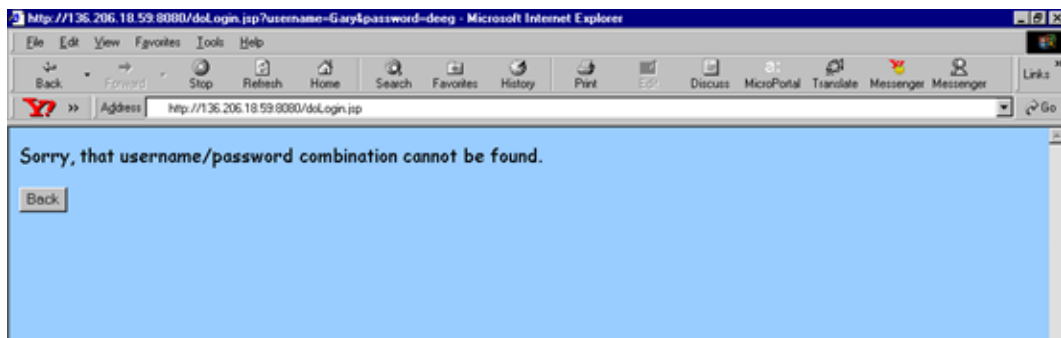 http://136.206.18.59:8080/doLogin.jsp?username=Gary&password=deeg - Microsoft Internet Explorer
File Edit View Favorites Tools Help
Back Forward Stop Refresh Home Search Favorites History Print Edit Discuss MicroPortal Translate Messenger Messenger Links »
Y? » Address http://136.206.18.59:8080/doLogin.jsp Go
Sorry, that username/password combination cannot be found.
Back